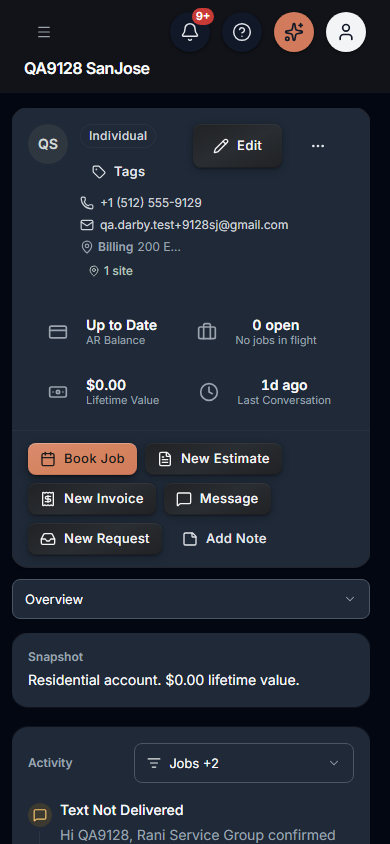 9+
QA9128 SanJose
QS
Individual
Edit
Tags
+1 (512) 555-9129
qa.darby.test+9128sj@gmail.com
Billing 200 E...
1 site
Up to Date
AR Balance
0 open
No jobs in flight
$0.00
Lifetime Value
1d ago
Last Conversation
Book Job
New Estimate
New Invoice
Message
New Request
Add Note
Overview
Snapshot
Residential account. $0.00 lifetime value.
Activity
Jobs +2
Text Not Delivered
Hi QA9128, Rani Service Group confirmed